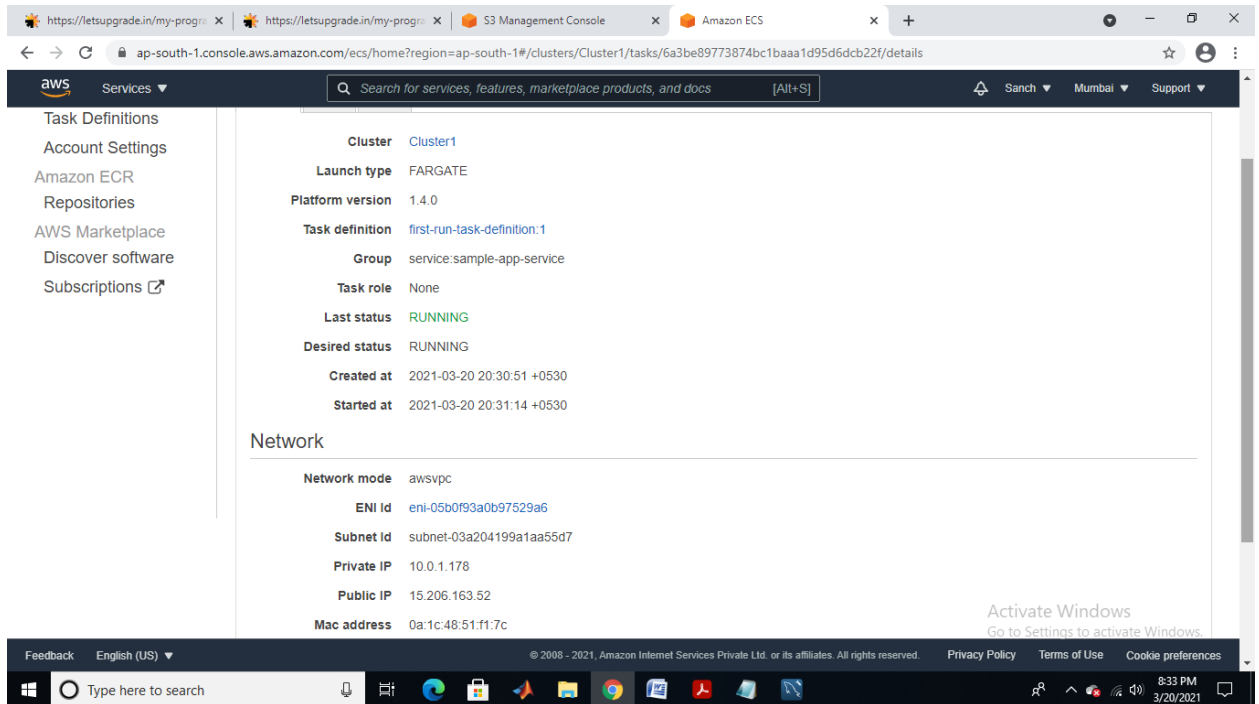 https://letsupgrade.in/my-progra
https://letsupgrade.in/my-progra
S3 Management Console
Amazon ECS
ap-south-1.console.aws.amazon.com/ecs/home?region=ap-south-1#/clusters/Cluster1/tasks/6a3be89773874bc1baaa1d95d6dcb22f/details
aws Services Search for services, features, marketplace products, and docs [Alt+S] Sanch Mumbai Support
Task Definitions
Account Settings
Amazon ECR
Repositories
AWS Marketplace
Discover software
Subscriptions
Cluster Cluster1
Launch type FARGATE
Platform version 1.4.0
Task definition first-run-task-definition:1
Group service:sample-app-service
Task role None
Last status RUNNING
Desired status RUNNING
Created at 2021-03-20 20:30:51 +0530
Started at 2021-03-20 20:31:14 +0530
Network
Network mode awsvpc
ENI Id eni-05b0f93a0b97529a6
Subnet Id subnet-03a204199a1aa55d7
Private IP 10.0.1.178
Public IP 15.206.163.52
Mac address 0a:1c:48:51:f1:7c
Activate Windows
Go to Settings to activate Windows.
Feedback English (US) © 2008 - 2021, Amazon Internet Services Private Ltd. or its affiliates. All rights reserved. Privacy Policy Terms of Use Cookie preferences
Type here to search
8:33 PM
3/20/2021